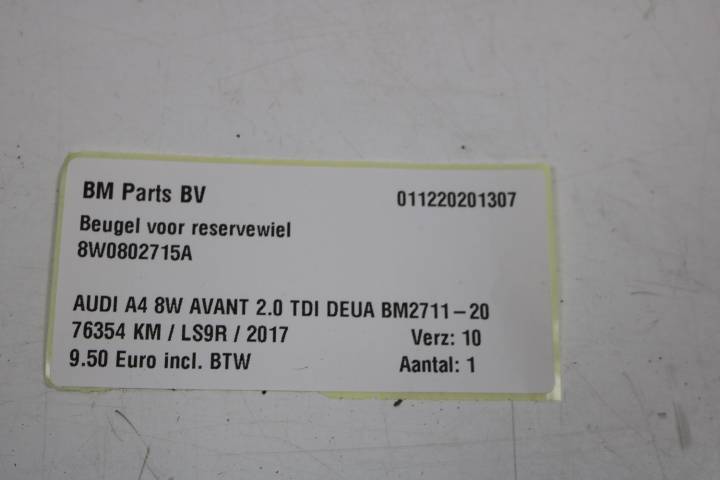 BM Parts BV 011220201307
Beugel voor reservewiel
8W0802715A
AUDI A4 8W AVANT 2.0 TDI DEUA BM2711-20
76354 KM / LS9R / 2017 Verz: 10
9.50 Euro incl. BTW Aantal: 1